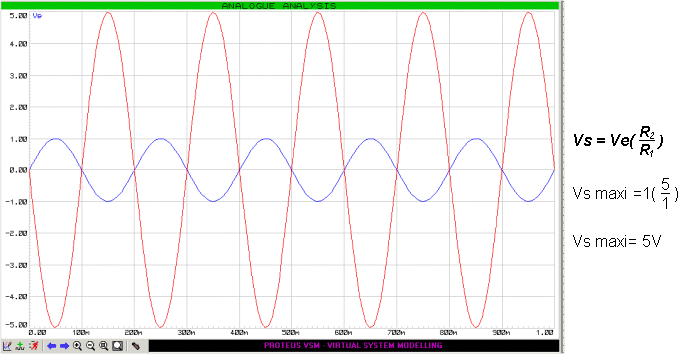 ANALOGUE ANALYSIS
5.00
Ve
4.00
3.00
2.00
1.00
0.00
-1.00
-2.00
-3.00
-4.00
-5.00
0.00 100m 200m 300m 400m 500m 600m 700m 800m 900m 1.00
PROTEUS VSM - VIRTUAL SYSTEM MODELLING
Vs = Ve(R2/R1)
Vs maxi =1(5/1)
Vs maxi= 5V